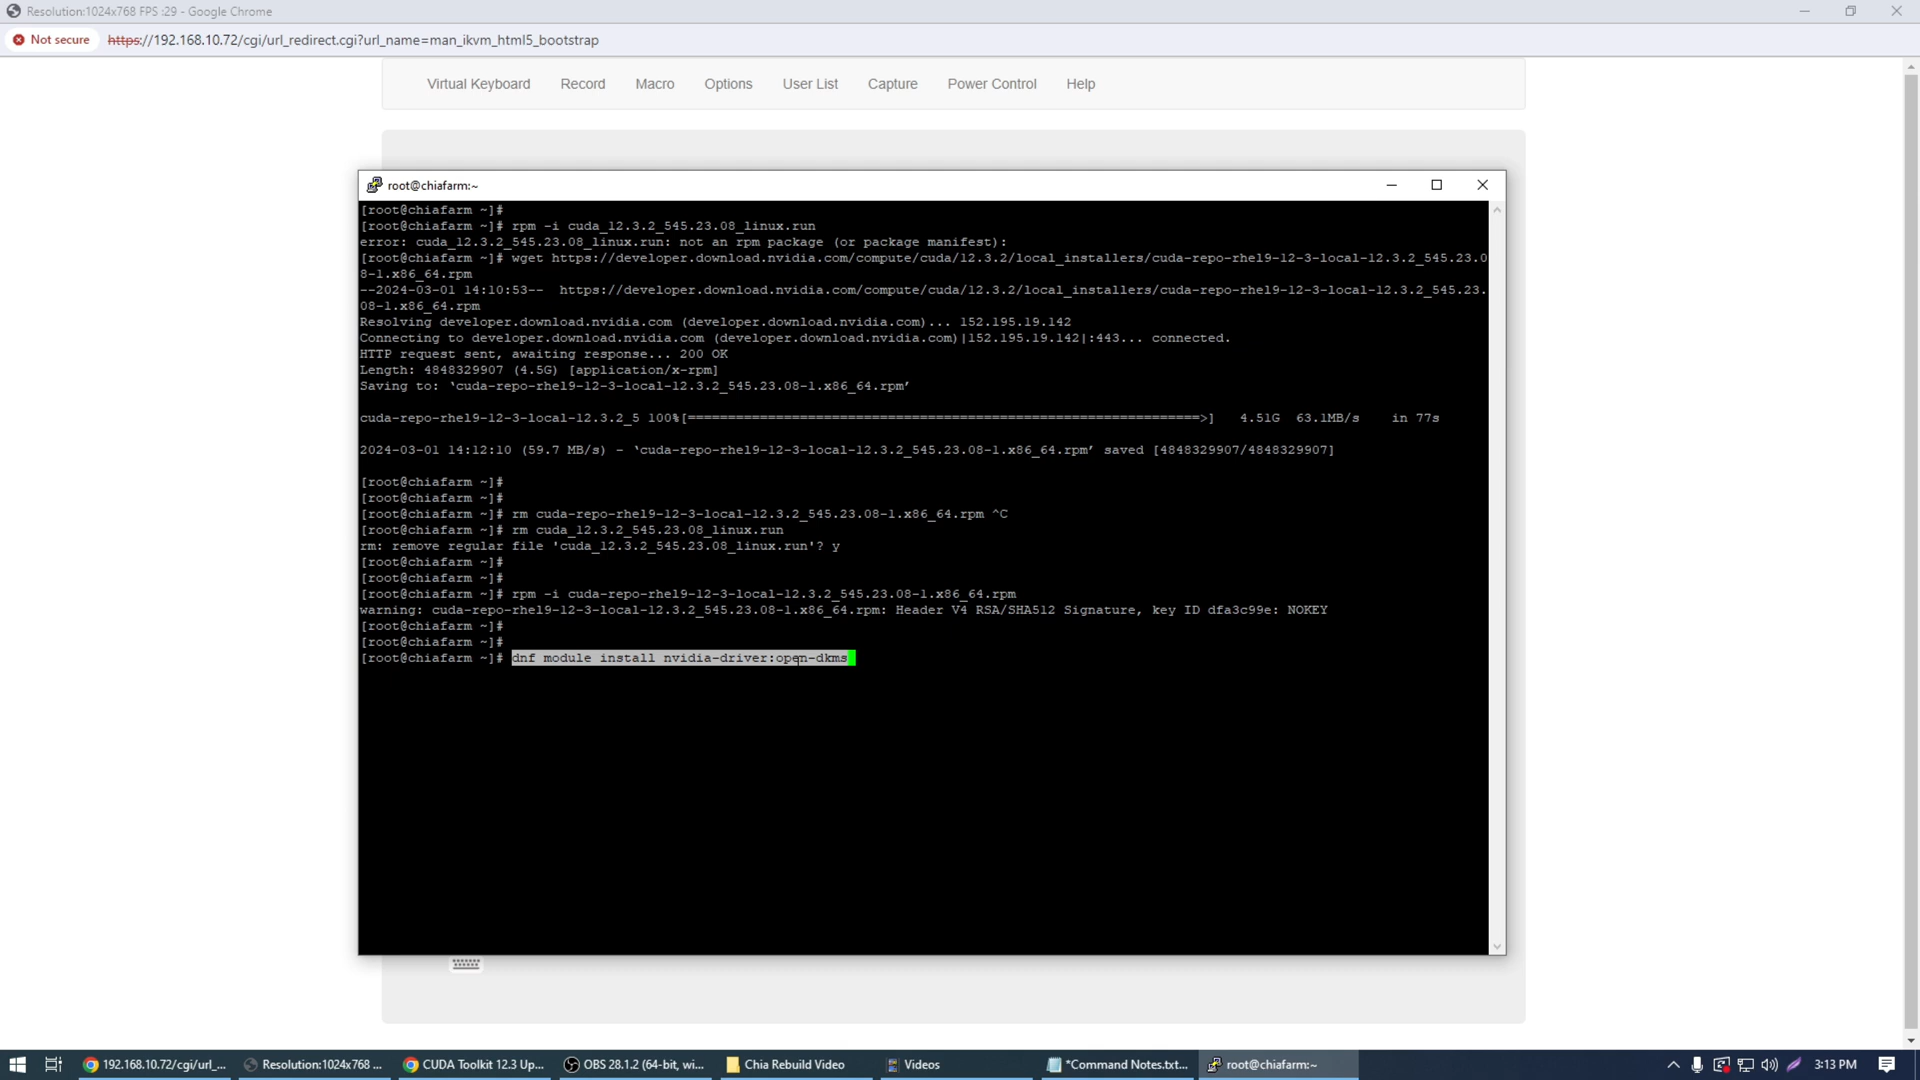 Resolution:1024x768 FPS :29 - Google Chrome
Not secure https://192.168.10.72/cgi/url_redirect.cgi?url_name=man_ikvm_html5_bootstrap
Virtual Keyboard Record Macro Options User List Capture Power Control Help
root@chiafarm:~
[root@chiafarm ~]#
[root@chiafarm ~]# rpm -i cuda_12.3.2_545.23.08_linux.run
error: cuda_12.3.2_545.23.08_linux.run: not an rpm package (or package manifest):
[root@chiafarm ~]# wget https://developer.download.nvidia.com/compute/cuda/12.3.2/local_installers/cuda-repo-rhel9-12-3-local-12.3.2_545.23.0
8-1.x86_64.rpm
--2024-03-01 14:10:53--  https://developer.download.nvidia.com/compute/cuda/12.3.2/local_installers/cuda-repo-rhel9-12-3-local-12.3.2_545.23.
08-1.x86_64.rpm
Resolving developer.download.nvidia.com (developer.download.nvidia.com)... 152.195.19.142
Connecting to developer.download.nvidia.com (developer.download.nvidia.com)|152.195.19.142|:443... connected.
HTTP request sent, awaiting response... 200 OK
Length: 4848329907 (4.5G) [application/x-rpm]
Saving to: ‘cuda-repo-rhel9-12-3-local-12.3.2_545.23.08-1.x86_64.rpm’
cuda-repo-rhel9-12-3-local-12.3.2_5 100%[================================================================>]   4.51G  63.1MB/s    in 77s
2024-03-01 14:12:10 (59.7 MB/s) - ‘cuda-repo-rhel9-12-3-local-12.3.2_545.23.08-1.x86_64.rpm’ saved [4848329907/4848329907]
[root@chiafarm ~]#
[root@chiafarm ~]#
[root@chiafarm ~]# rm cuda-repo-rhel9-12-3-local-12.3.2_545.23.08-1.x86_64.rpm ^C
[root@chiafarm ~]# rm cuda_12.3.2_545.23.08_linux.run
rm: remove regular file 'cuda_12.3.2_545.23.08_linux.run'? y
[root@chiafarm ~]#
[root@chiafarm ~]#
[root@chiafarm ~]# rpm -i cuda-repo-rhel9-12-3-local-12.3.2_545.23.08-1.x86_64.rpm
warning: cuda-repo-rhel9-12-3-local-12.3.2_545.23.08-1.x86_64.rpm: Header V4 RSA/SHA512 Signature, key ID dfa3c99e: NOKEY
[root@chiafarm ~]#
[root@chiafarm ~]#
[root@chiafarm ~]# dnf module install nvidia-driver:open-dkms
192.168.10.72/cgi/url_... Resolution:1024x768 ... CUDA Toolkit 12.3 Up... OBS 28.1.2 (64-bit, wi... Chia Rebuild Video Videos *Command Notes.txt... root@chiafarm:~ 3:13 PM